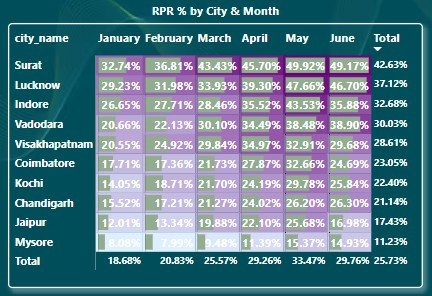 RPR % by City & Month
city_name January February March April May June Total
Surat 32.74% 36.81% 43.43% 45.70% 49.92% 49.17% 42.63%
Lucknow 29.23% 31.98% 33.93% 39.30% 47.66% 46.70% 37.12%
Indore 26.65% 27.71% 28.46% 35.52% 43.53% 35.88% 32.68%
Vadodara 20.66% 22.13% 30.10% 34.49% 38.48% 38.90% 30.03%
Visakhapatnam 20.55% 24.92% 29.84% 34.97% 32.91% 29.68% 28.61%
Coimbatore 17.71% 17.36% 21.73% 27.87% 32.66% 24.69% 23.05%
Kochi 14.05% 18.71% 21.70% 24.19% 29.78% 25.84% 22.40%
Chandigarh 15.52% 17.21% 21.27% 24.02% 26.20% 26.30% 21.14%
Jaipur 12.01% 13.34% 19.88% 22.10% 25.68% 16.98% 17.43%
Mysore 8.08% 7.99% 9.48% 11.39% 15.37% 14.93% 11.23%
Total 18.68% 20.83% 25.57% 29.26% 33.47% 29.76% 25.73%